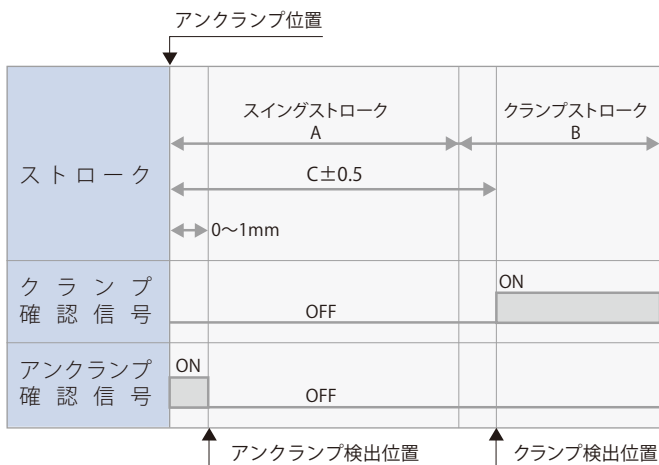 アンクランプ位置
スイングストローク
A
クランプストローク
B
ストローク
C±0.5
0〜1mm
クランプ
確認信号
ON
OFF
アンクランプ
確認信号
ON
OFF
アンクランプ検出位置
クランプ検出位置